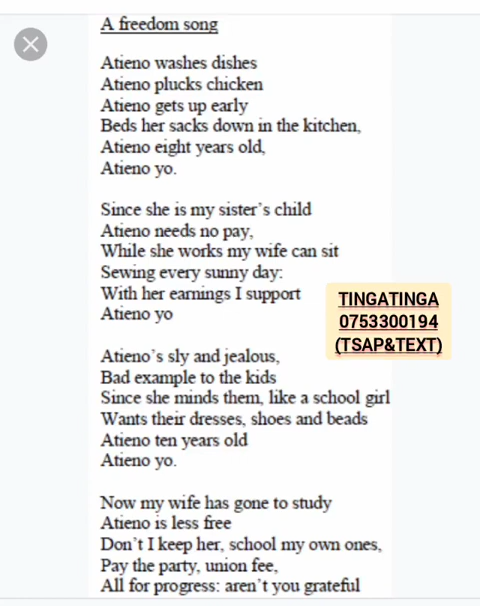 A freedom song
Atieno washes dishes
Atieno plucks chicken
Atieno gets up early
Beds her sacks down in the kitchen,
Atieno eight years old,
Atieno yo.
Since she is my sister's child
Atieno needs no pay,
While she works my wife can sit
Sewing every sunny day:
With her earnings I support
Atieno yo
TINGATINGA
0753300194
(TSAP&TEXT)
Atieno's sly and jealous,
Bad example to the kids
Since she minds them, like a school girl
Wants their dresses, shoes and beads
Atieno ten years old
Atieno yo.
Now my wife has gone to study
Atieno is less free
Don't I keep her, school my own ones,
Pay the party, union fee,
All for progress: aren't you grateful